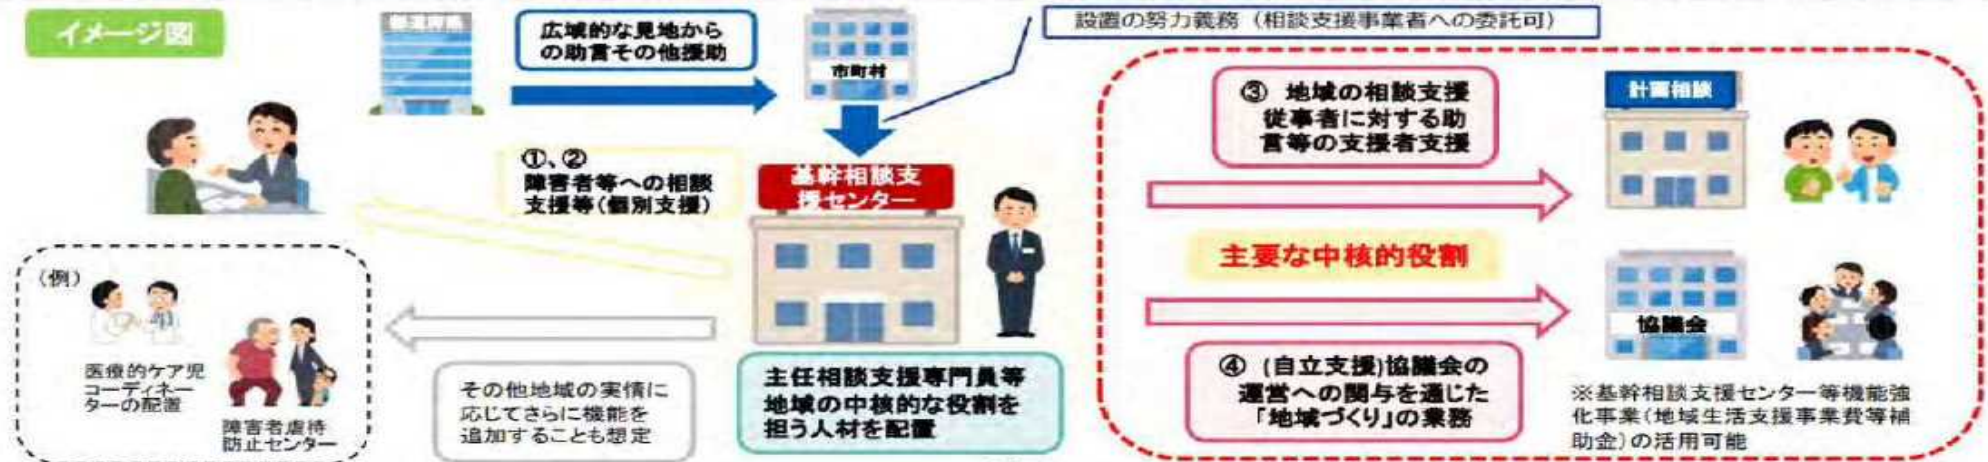 イメージ図
都道府県
広域的な見地から
の助言その他援助
市町村
設置の努力義務（相談支援事業者への委託可）
①、②
障害者等への相談
支援等(個別支援)
基幹相談支
援センター
③ 地域の相談支援
従事者に対する助
言等の支援者支援
計画相談
主要な中核的役割
(例)
医療的ケア児
コーディネー
ターの配置
障害者虐待
防止センター
その他地域の実情に
応じてさらに機能を
追加することも想定
主任相談支援専門員等
地域の中核的な役割を
担う人材を配置
④ (自立支援)協議会の
運営への関与を通じた
「地域づくり」の業務
協議会
※基幹相談支援センター等機能強
化事業(地域生活支援事業費等補
助金)の活用可能